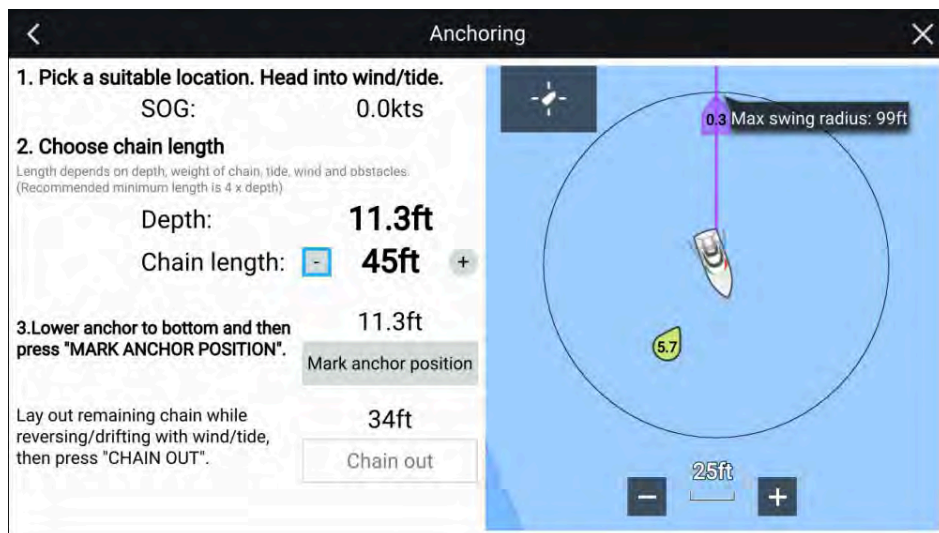 Anchoring
1. Pick a suitable location. Head into wind/tide.
SOG: 0.0kts
2. Choose chain length
Length depends on depth, weight of chain, tide, wind and obstacles.
(Recommended minimum length is 4 x depth)
Depth: 11.3ft
Chain length: - 45ft +
3.Lower anchor to bottom and then
press "MARK ANCHOR POSITION".
11.3ft
Mark anchor position
Lay out remaining chain while
reversing/drifting with wind/tide,
then press "CHAIN OUT".
34ft
Chain out
0.3 Max swing radius: 99ft
5.7
25ft
- +